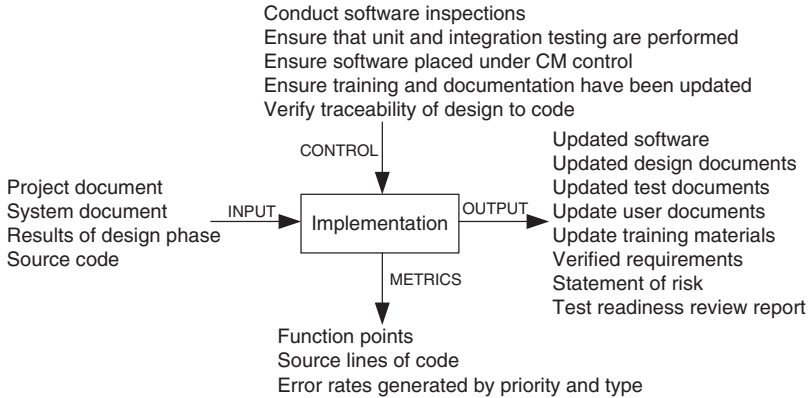 Conduct software inspections
Ensure that unit and integration testing are performed
Ensure software placed under CM control
Ensure training and documentation have been updated
Verify traceability of design to code
CONTROL
Project document
System document
Results of design phase
Source code
INPUT
Implementation
OUTPUT
Updated software
Updated design documents
Updated test documents
Update user documents
Update training materials
Verified requirements
Statement of risk
Test readiness review report
METRICS
Function points
Source lines of code
Error rates generated by priority and type